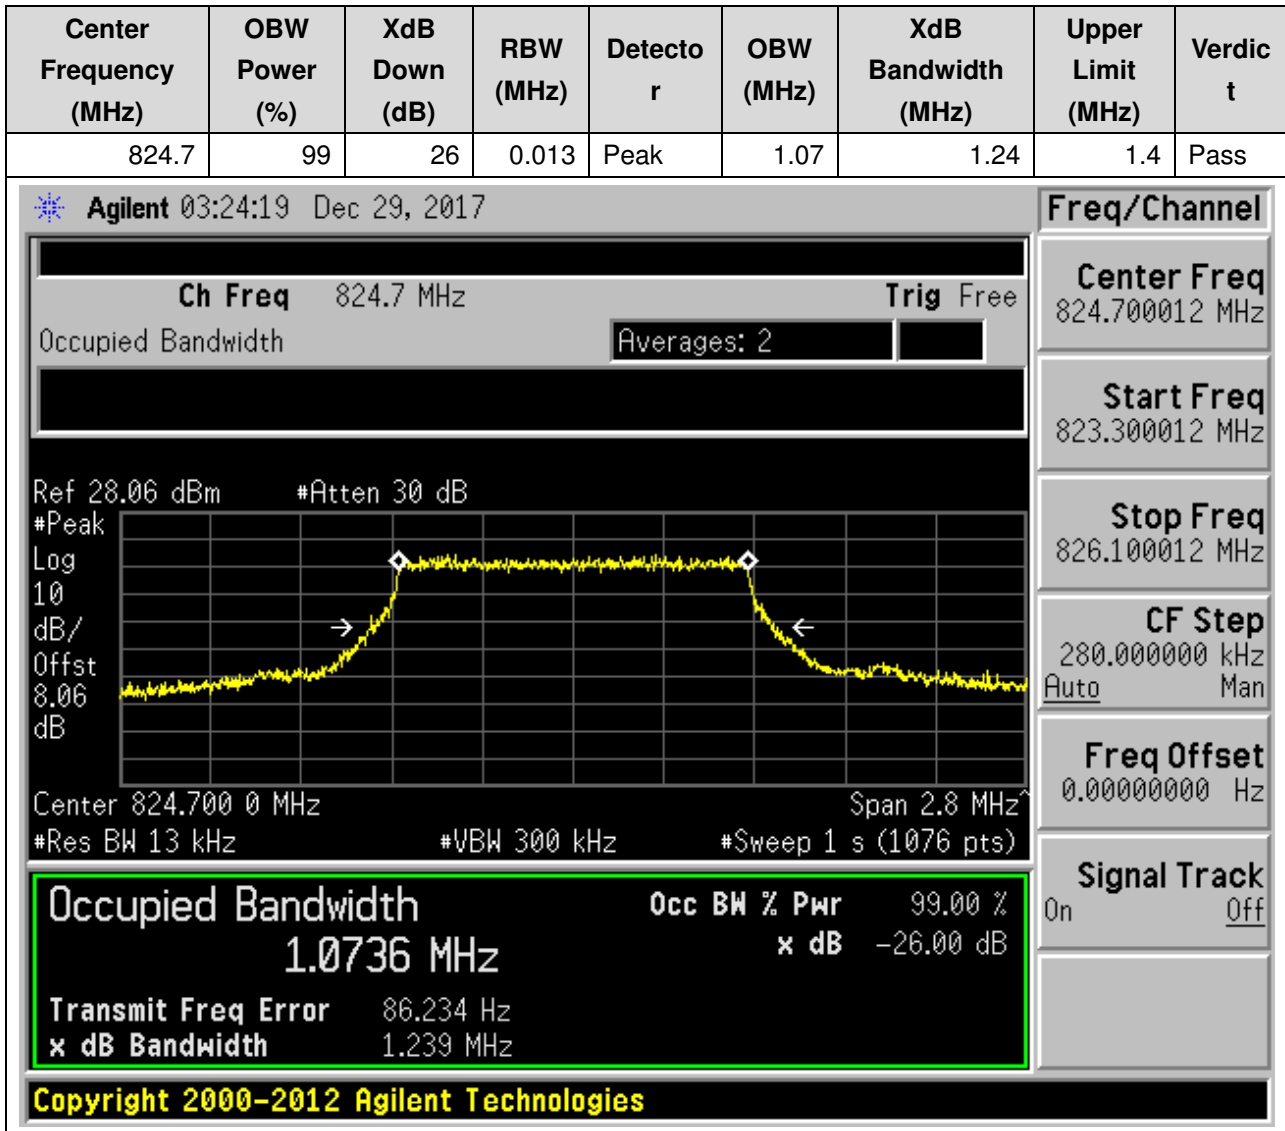 Center Frequency (MHz) OBW Power (%) XdB Down (dB) RBW (MHz) Detecto r OBW (MHz) XdB Bandwidth (MHz) Upper Limit (MHz) Verdic t
824.7 99 26 0.013 Peak 1.07 1.24 1.4 Pass
Agilent 03:24:19 Dec 29, 2017
Ch Freq 824.7 MHz Trig Free
Occupied Bandwidth Averages: 2
Ref 28.06 dBm #Atten 30 dB
#Peak
Log
10
dB/
Offst
8.06
dB
Center 824.700 0 MHz Span 2.8 MHz^
#Res BW 13 kHz #VBW 300 kHz #Sweep 1 s (1076 pts)
Occupied Bandwidth Occ BW % Pwr 99.00 %
1.0736 MHz x dB -26.00 dB
Transmit Freq Error 86.234 Hz
x dB Bandwidth 1.239 MHz
Copyright 2000-2012 Agilent Technologies
Freq/Channel
Center Freq
824.700012 MHz
Start Freq
823.300012 MHz
Stop Freq
826.100012 MHz
CF Step
280.000000 kHz
Auto Man
Freq Offset
0.00000000 Hz
Signal Track
On Off